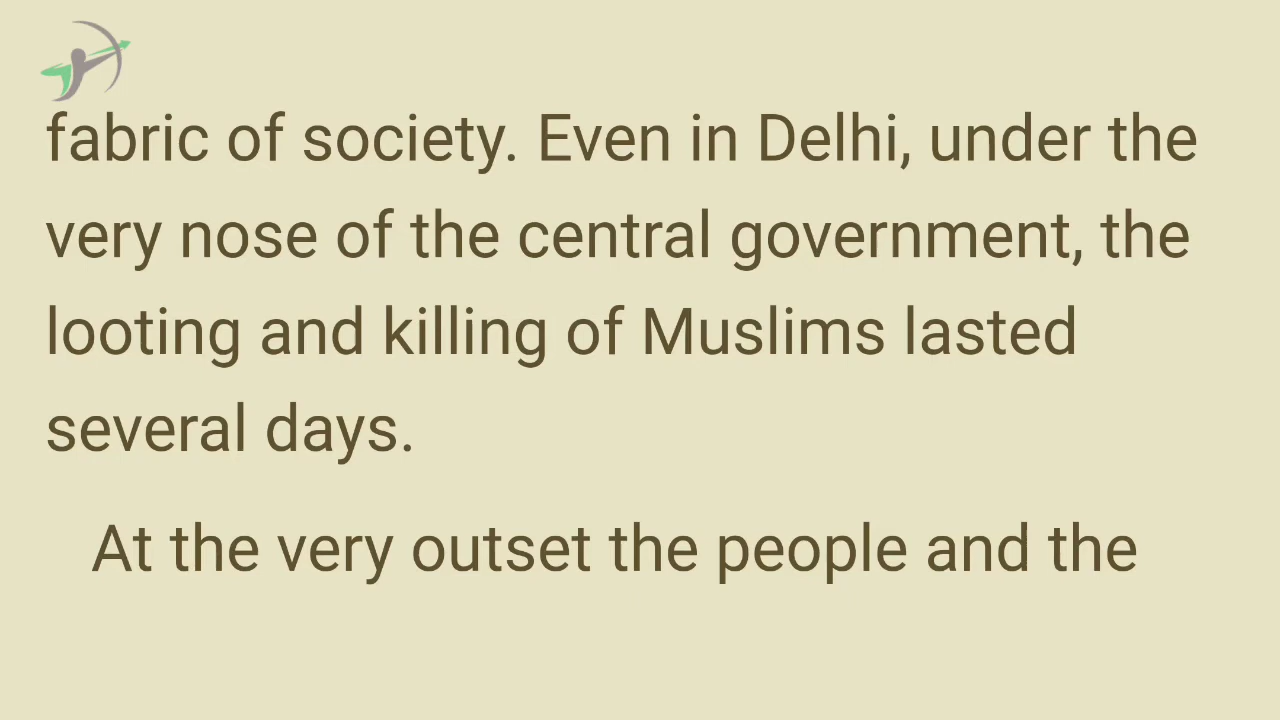 fabric of society. Even in Delhi, under the
very nose of the central government, the
looting and killing of Muslims lasted
several days.
At the very outset the people and the